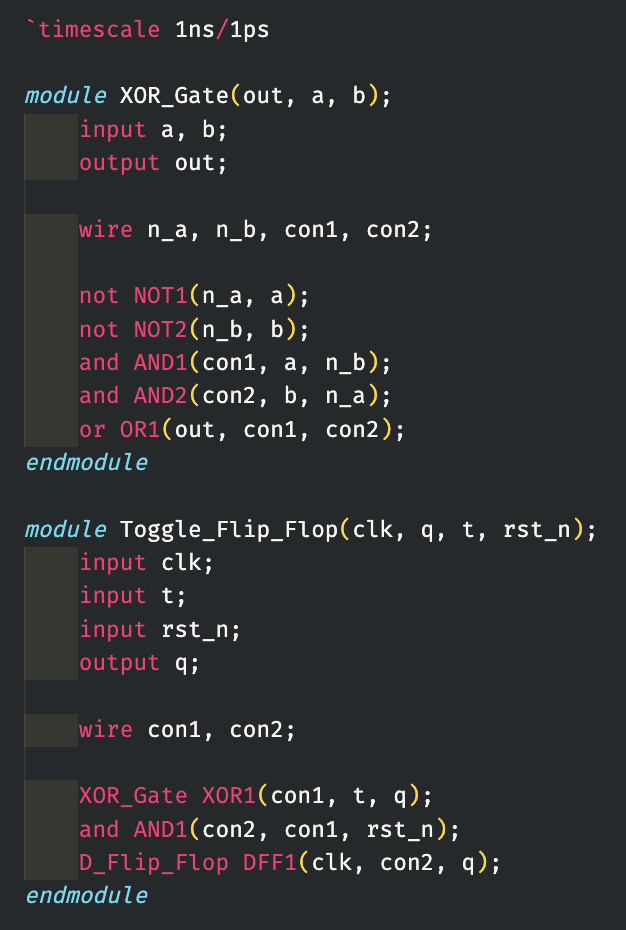 `timescale 1ns/1ps
module XOR_Gate(out, a, b);
input a, b;
output out;
wire n_a, n_b, con1, con2;
not NOT1(n_a, a);
not NOT2(n_b, b);
and AND1(con1, a, n_b);
and AND2(con2, b, n_a);
or OR1(out, con1, con2);
endmodule
module Toggle_Flip_Flop(clk, q, t, rst_n);
input clk;
input t;
input rst_n;
output q;
wire con1, con2;
XOR_Gate XOR1(con1, t, q);
and AND1(con2, con1, rst_n);
D_Flip_Flop DFF1(clk, con2, q);
endmodule